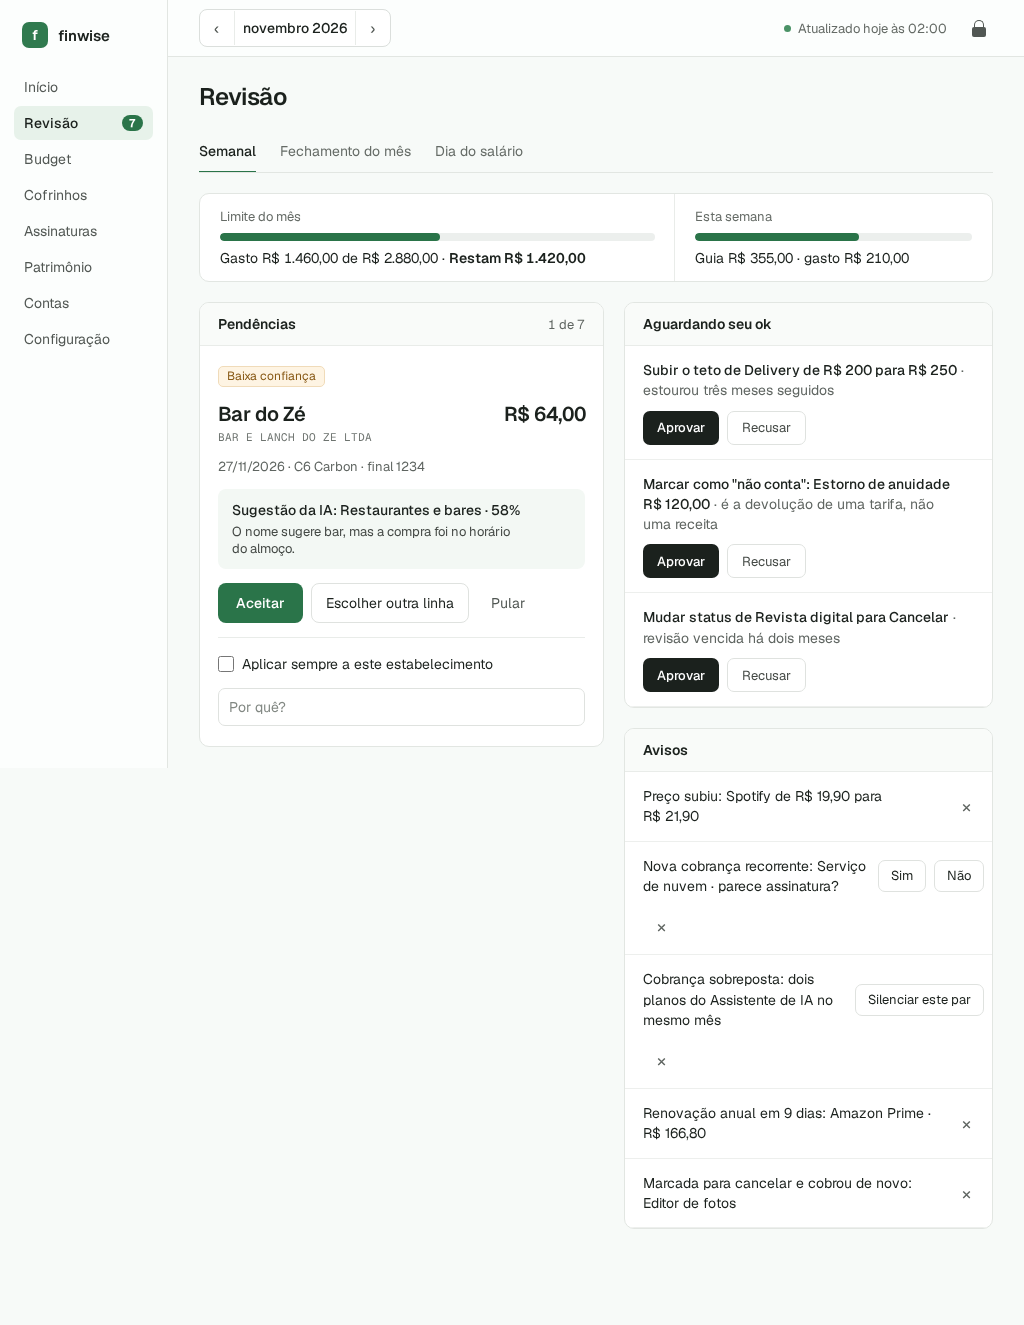 f finwise
Início
Revisão 7
Budget
Cofrinhos
Assinaturas
Patrimônio
Contas
Configuração
‹ novembro 2026 ›
Atualizado hoje às 02:00
Revisão
Semanal Fechamento do mês Dia do salário
Limite do mês
Gasto R$ 1.460,00 de R$ 2.880,00 · Restam R$ 1.420,00
Esta semana
Guia R$ 355,00 · gasto R$ 210,00
Pendências 1 de 7
Baixa confiança
Bar do Zé R$ 64,00
BAR E LANCH DO ZE LTDA
27/11/2026 · C6 Carbon · final 1234
Sugestão da IA: Restaurantes e bares · 58%
O nome sugere bar, mas a compra foi no horário
do almoço.
Aceitar Escolher outra linha Pular
Aplicar sempre a este estabelecimento
Por quê?
Aguardando seu ok
Subir o teto de Delivery de R$ 200 para R$ 250 ·
estourou três meses seguidos
Aprovar Recusar
Marcar como "não conta": Estorno de anuidade
R$ 120,00 · é a devolução de uma tarifa, não
uma receita
Aprovar Recusar
Mudar status de Revista digital para Cancelar ·
revisão vencida há dois meses
Aprovar Recusar
Avisos
Preço subiu: Spotify de R$ 19,90 para
R$ 21,90
×
Nova cobrança recorrente: Serviço
de nuvem · parece assinatura?
Sim Não
×
Cobrança sobreposta: dois
planos do Assistente de IA no
mesmo mês
Silenciar este par
×
Renovação anual em 9 dias: Amazon Prime ·
R$ 166,80
×
Marcada para cancelar e cobrou de novo:
Editor de fotos
×